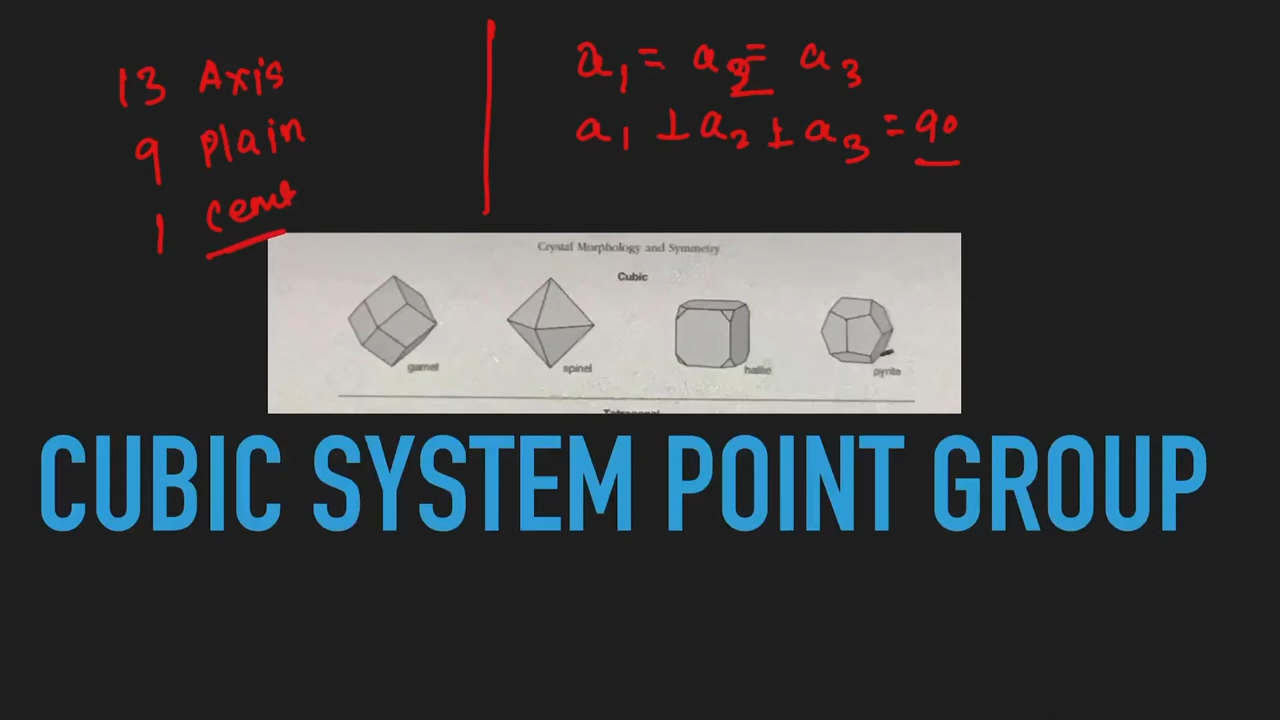 13 Axis
9 plain
1 cent
a1 = a2 = a3
a1 ⊥ a2 ⊥ a3 = 90
Crystal Morphology and Symmetry
Cubic
garnet
spinel
halite
pyrite
Tetragonal
CUBIC SYSTEM POINT GROUP